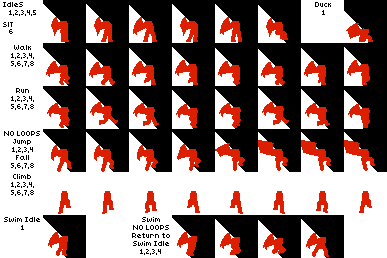 IdleS
1,2,3,4,5
SIT
6
Duck
1
Walk
1,2,3,4,
5,6,7,8
Run
1,2,3,4,
5,6,7,8
NO LOOPS
Jump
1,2,3,4
Fall
5,6,7,8
Climb
1,2,3,4,
5,6,7,8
Swim Idle
1
Swim
NO LOOPS
Return to
Swim Idle
1,2,3,4